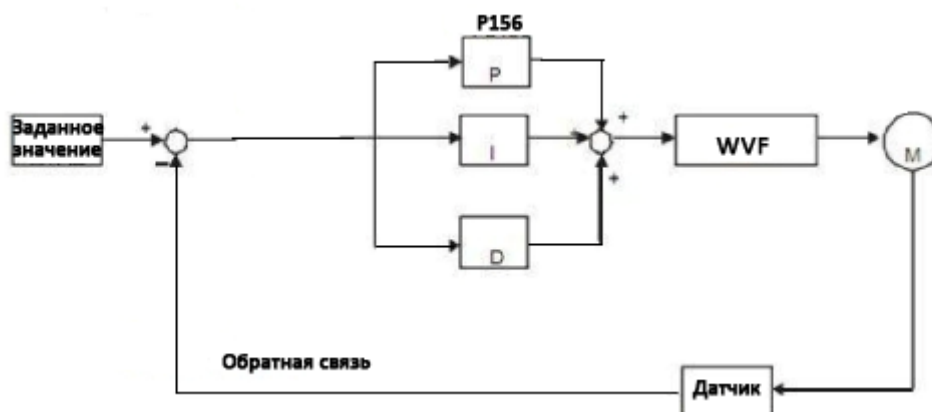 P156
P
Заданное
значение
+
−
I
+
+
+
WVF
M
D
Обратная связь
Датчик